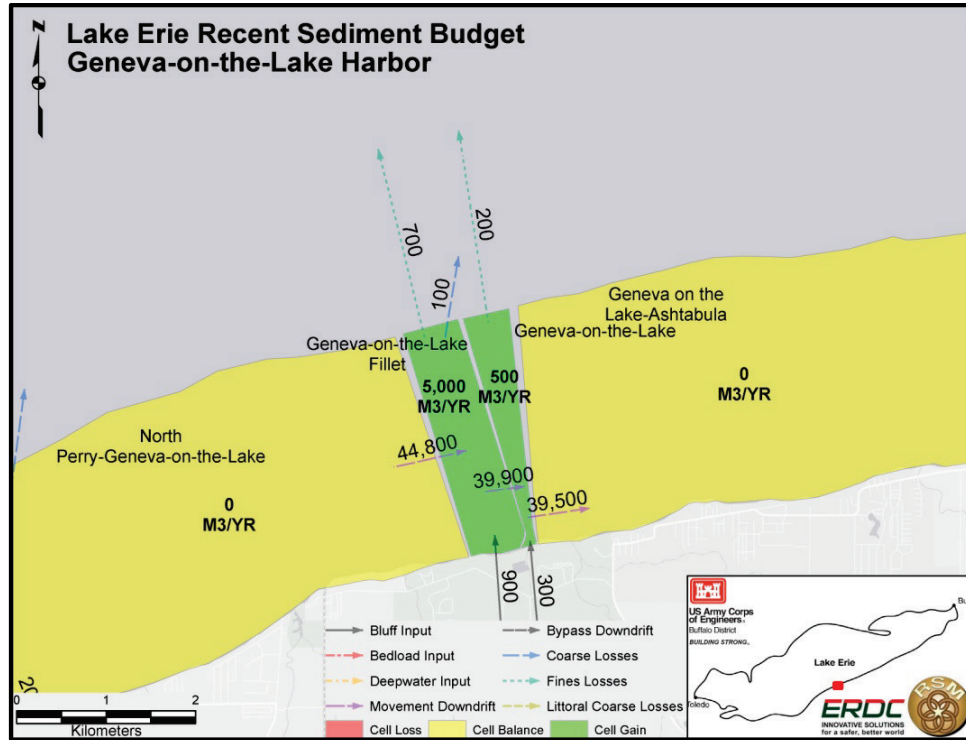 N
Lake Erie Recent Sediment Budget
Geneva-on-the-Lake Harbor
700
200
100
Geneva on the
Lake-Ashtabula
Geneva-on-the-Lake
Geneva-on-the-Lake
Fillet
5,000
M3/YR
500
M3/YR
0
M3/YR
North
Perry-Geneva-on-the-Lake
44,800
39,900
39,500
0
M3/YR
900
300
Bluff Input
Bypass Downdrift
Bedload Input
Coarse Losses
Deepwater Input
Fines Losses
Movement Downdrift
Littoral Coarse Losses
Cell Loss
Cell Balance
Cell Gain
0 1 2
Kilometers
US Army Corps
of Engineers®
Buffalo District
BUILDING STRONG®
Lake Erie
Toledo
Bu
ERDC
INNOVATIVE SOLUTIONS
for a safer, better world
RSM